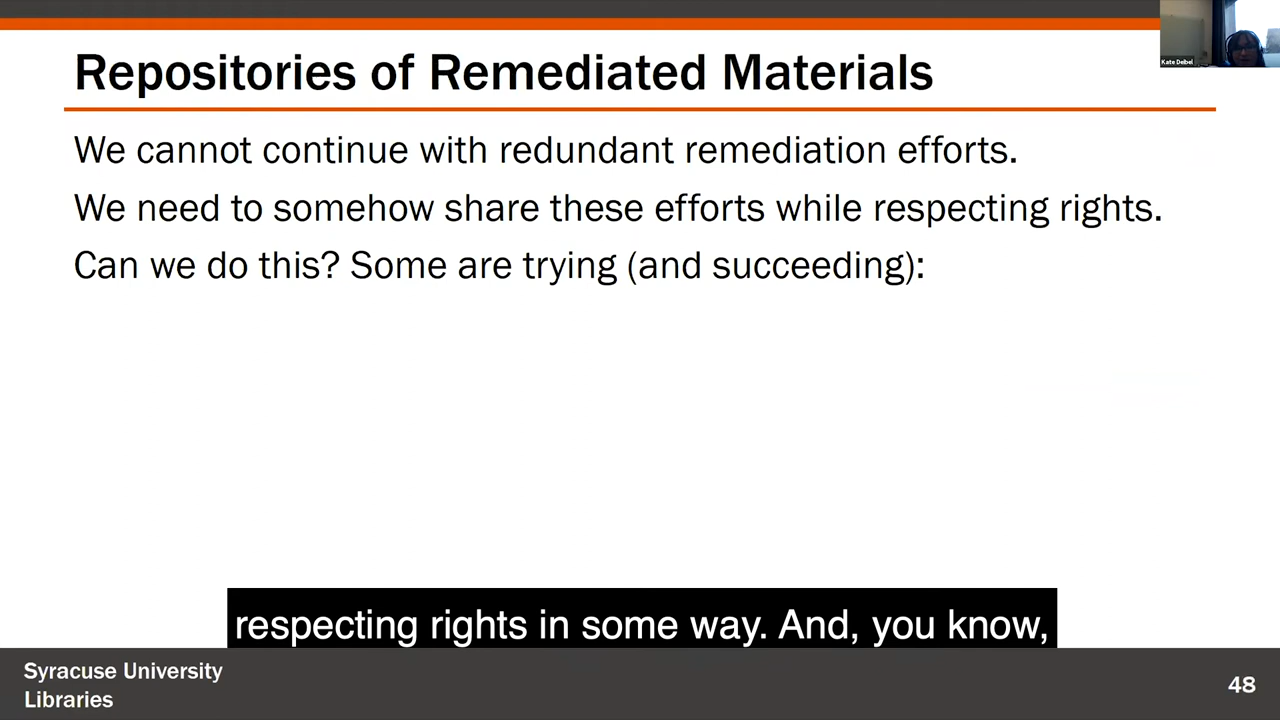 Repositories of Remediated Materials
Kate Deibel
We cannot continue with redundant remediation efforts.
We need to somehow share these efforts while respecting rights.
Can we do this? Some are trying (and succeeding):
respecting rights in some way. And, you know,
Syracuse University
Libraries
48